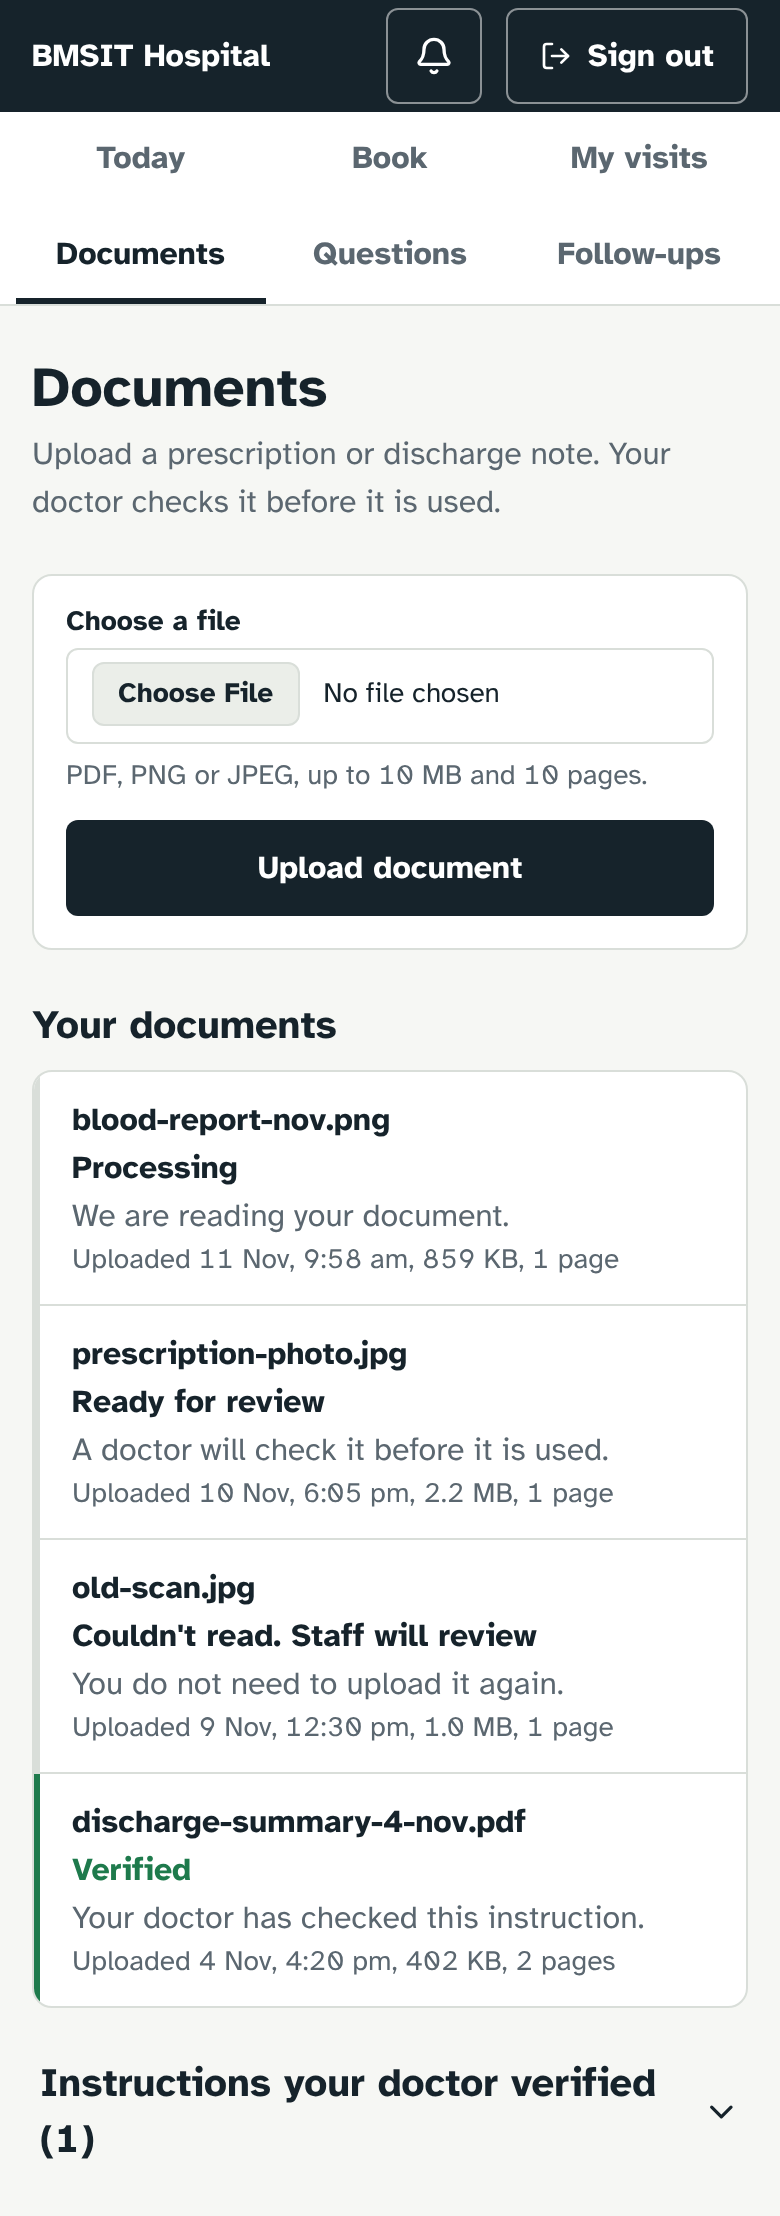 BMSIT Hospital
Sign out
Today
Book
My visits
Documents
Questions
Follow-ups
Documents
Upload a prescription or discharge note. Your
doctor checks it before it is used.
Choose a file
Choose File
No file chosen
PDF, PNG or JPEG, up to 10 MB and 10 pages.
Upload document
Your documents
blood-report-nov.png
Processing
We are reading your document.
Uploaded 11 Nov, 9:58 am, 859 KB, 1 page
prescription-photo.jpg
Ready for review
A doctor will check it before it is used.
Uploaded 10 Nov, 6:05 pm, 2.2 MB, 1 page
old-scan.jpg
Couldn't read. Staff will review
You do not need to upload it again.
Uploaded 9 Nov, 12:30 pm, 1.0 MB, 1 page
discharge-summary-4-nov.pdf
Verified
Your doctor has checked this instruction.
Uploaded 4 Nov, 4:20 pm, 402 KB, 2 pages
Instructions your doctor verified
(1)